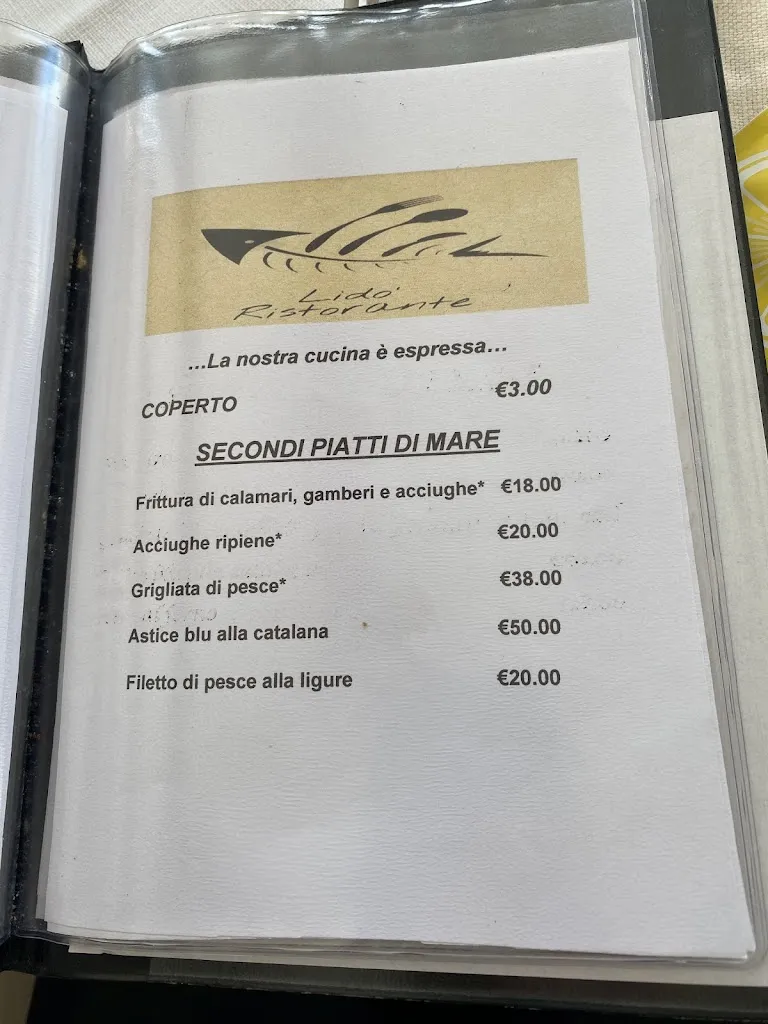 Lido
Ristorante
...La nostra cucina è espressa...
COPERTO €3.00
SECONDI PIATTI DI MARE
Frittura di calamari, gamberi e acciughe* €18.00
Acciughe ripiene* €20.00
Grigliata di pesce* €38.00
Astice blu alla catalana €50.00
Filetto di pesce alla ligure €20.00